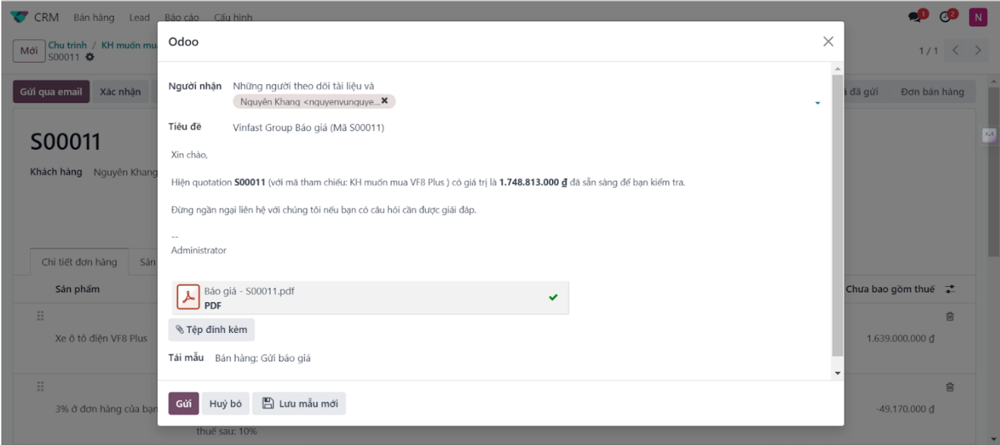 CRM Bán hàng Lead Báo cáo Cấu hình 1 2 N
Mới Chu trình / KH muốn mu
S00011
1 / 1
Odoo
Gửi qua email Xác nhận đã gửi Đơn bán hàng
Người nhận Những người theo dõi tài liệu và
Nguyên Khang <nguyenvunguye...
Tiêu đề Vinfast Group Báo giá (Mã S00011)
S00011
Khách hàng Nguyên Khang
Xin chào,
Hiện quotation S00011 (với mã tham chiếu: KH muốn mua VF8 Plus ) có giá trị là 1.748.813.000 ₫ đã sẵn sàng để bạn kiểm tra.
Đừng ngần ngại liên hệ với chúng tôi nếu bạn có câu hỏi cần được giải đáp.
--
Administrator
Chi tiết đơn hàng Sản
Sản phẩm Chưa bao gồm thuế
Báo giá - S00011.pdf
PDF
Tệp đính kèm
Xe ô tô điện VF8 Plus 1.639.000.000 ₫
Tải mẫu Bán hàng: Gửi báo giá
Gửi Huỷ bỏ Lưu mẫu mới
3% ở đơn hàng của bạn -49.170.000 ₫
thuế sau: 10%